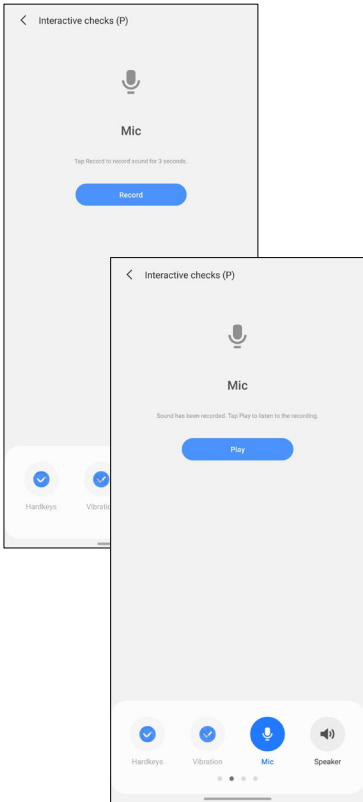 Interactive checks (P)
Mic
Tap Record to record sound for 3 seconds.
Record
Hardkeys
Vibratio
Interactive checks (P)
Mic
Sound has been recorded. Tap Play to listen to the recording.
Play
Hardkeys Vibration Mic Speaker